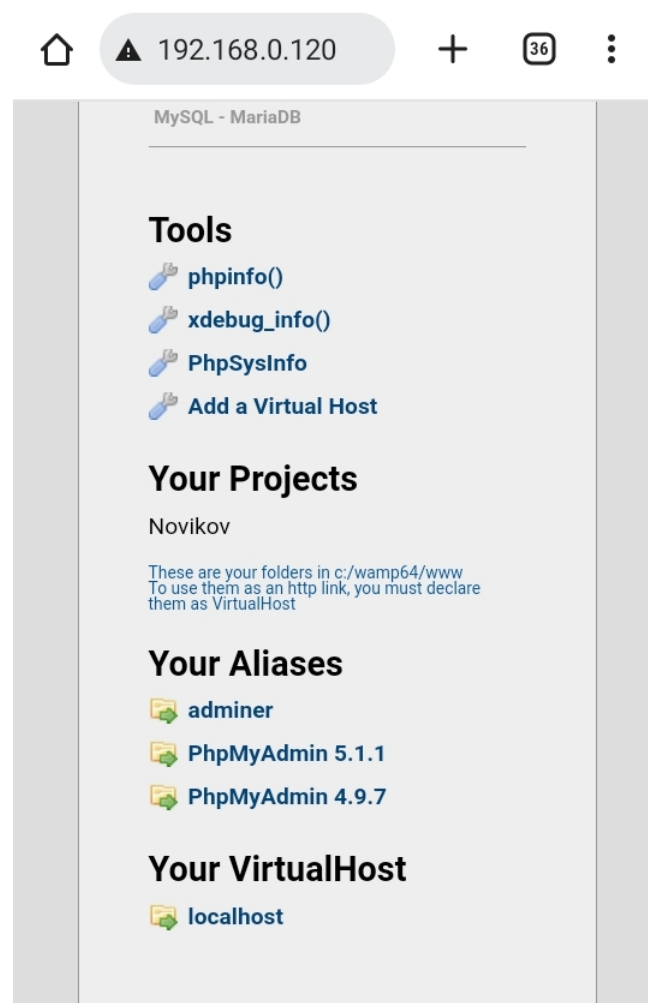 192.168.0.120
36
MySQL - MariaDB
Tools
phpinfo()
xdebug_info()
PhpSysInfo
Add a Virtual Host
Your Projects
Novikov
These are your folders in c:/wamp64/www
To use them as an http link, you must declare
them as VirtualHost
Your Aliases
adminer
PhpMyAdmin 5.1.1
PhpMyAdmin 4.9.7
Your VirtualHost
localhost